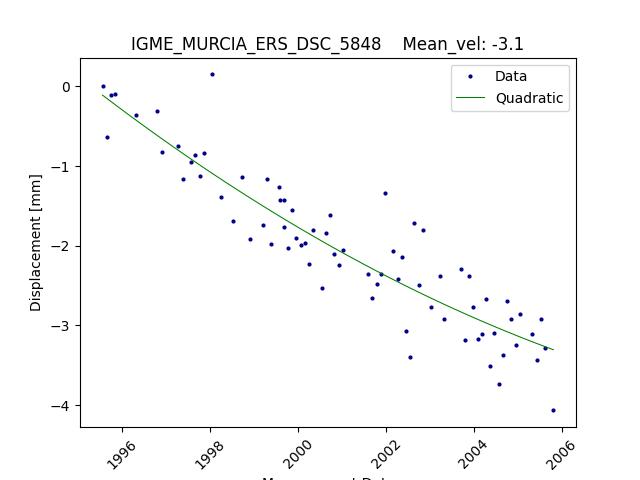 IGME_MURCIA_ERS_DSC_5848    Mean_vel: -3.1
Data
Quadratic
Displacement [mm]
0
−1
−2
−3
−4
1996
1998
2000
2002
2004
2006